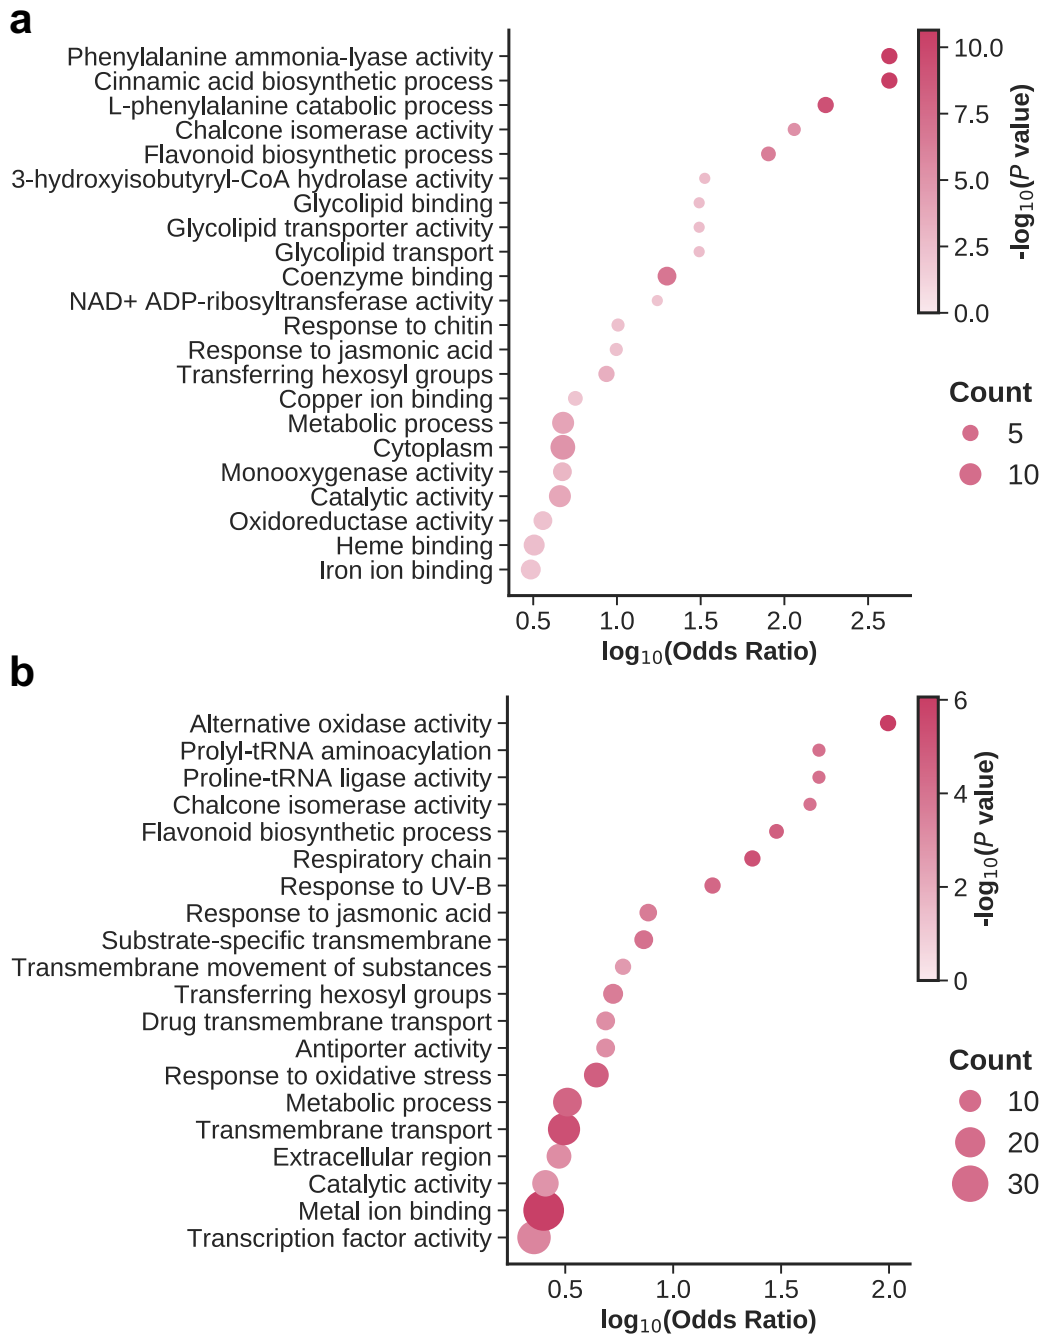 a
Phenylalanine ammonia-lyase activity
Cinnamic acid biosynthetic process
L-phenylalanine catabolic process
Chalcone isomerase activity
Flavonoid biosynthetic process
3-hydroxyisobutyryl-CoA hydrolase activity
Glycolipid binding
Glycolipid transporter activity
Glycolipid transport
Coenzyme binding
NAD+ ADP-ribosyltransferase activity
Response to chitin
Response to jasmonic acid
Transferring hexosyl groups
Copper ion binding
Metabolic process
Cytoplasm
Monooxygenase activity
Catalytic activity
Oxidoreductase activity
Heme binding
Iron ion binding
0.5 1.0 1.5 2.0 2.5
log₁₀(Odds Ratio)
10.0
7.5
5.0
2.5
0.0
-log₁₀(P value)
Count
5
10
b
Alternative oxidase activity
Prolyl-tRNA aminoacylation
Proline-tRNA ligase activity
Chalcone isomerase activity
Flavonoid biosynthetic process
Respiratory chain
Response to UV-B
Response to jasmonic acid
Substrate-specific transmembrane
Transmembrane movement of substances
Transferring hexosyl groups
Drug transmembrane transport
Antiporter activity
Response to oxidative stress
Metabolic process
Transmembrane transport
Extracellular region
Catalytic activity
Metal ion binding
Transcription factor activity
0.5 1.0 1.5 2.0
log₁₀(Odds Ratio)
6
4
2
0
-log₁₀(P value)
Count
10
20
30